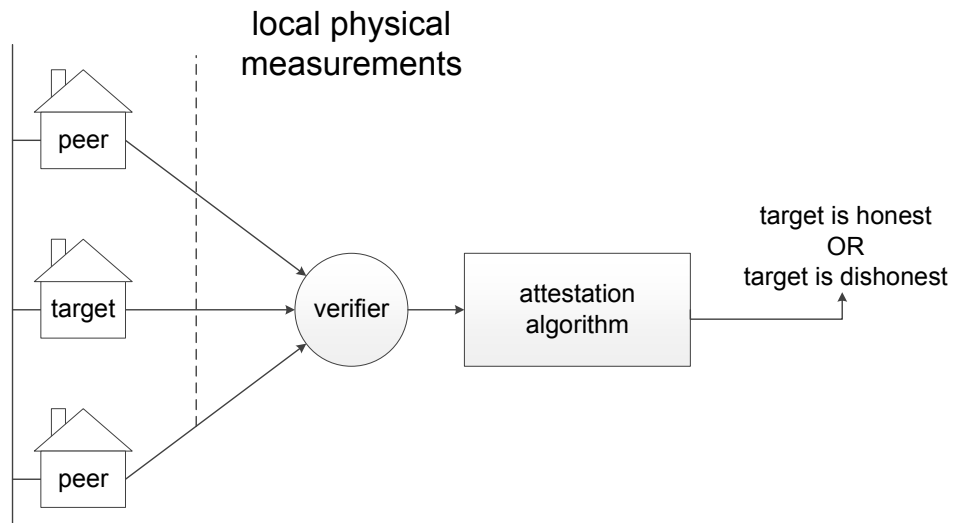 local physical
measurements
peer
target
peer
verifier
attestation
algorithm
target is honest
OR
target is dishonest